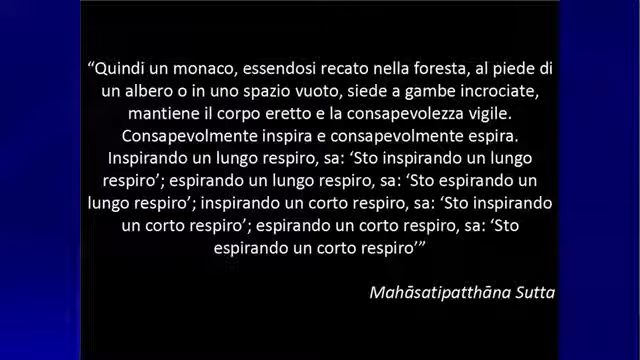 “Quindi un monaco, essendosi recato nella foresta, al piede di
un albero o in uno spazio vuoto, siede a gambe incrociate,
mantiene il corpo eretto e la consapevolezza vigile.
Consapevolmente inspira e consapevolmente espira.
Inspirando un lungo respiro, sa: ‘Sto inspirando un lungo
respiro’; espirando un lungo respiro, sa: ‘Sto espirando un
lungo respiro’; inspirando un corto respiro, sa: ‘Sto inspirando
un corto respiro’; espirando un corto respiro, sa: ‘Sto
espirando un corto respiro’”
Mahāsatipatthāna Sutta